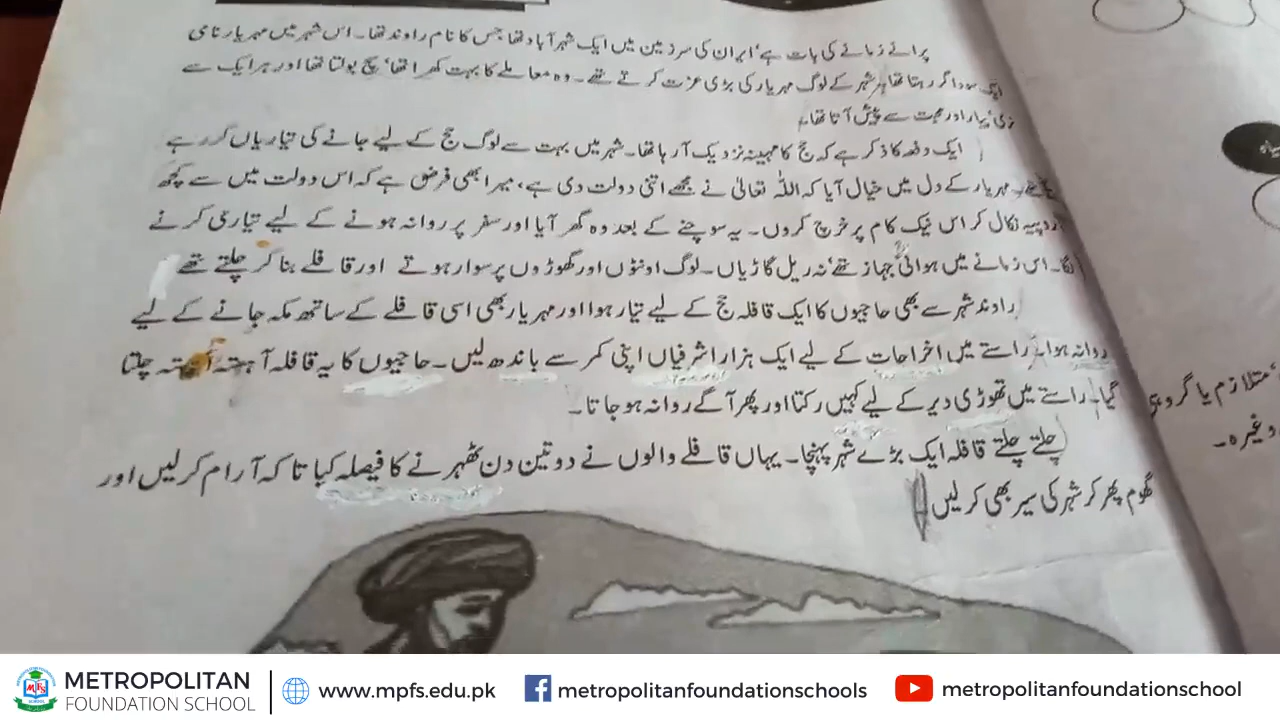 پرانے زمانے کی بات ہے، ایران کی سرزمین میں ایک شہر آباد تھا جس کا نام راوند تھا۔ اس شہر میں مہریار نامی
ایک سوداگر رہتا تھا، شہر کے لوگ مہریار کی بڑی عزت کرتے تھے۔ وہ معاملے کا بہت کھرا تھا، سچ بولتا تھا اور ہر ایک سے
نرمی، پیار اور محبت سے پیش آتا تھا۔
ایک دفعہ کا ذکر ہے کہ حج کا مہینہ نزدیک آ رہا تھا۔ شہر میں بہت سے لوگ حج کے لیے جانے کی تیاریاں کر رہے
تھے۔ مہریار کے دل میں خیال آیا کہ اللہ تعالیٰ نے مجھے اتنی دولت دی ہے، میرا بھی فرض ہے کہ اس دولت میں سے کچھ
روپیہ نکال کر اس نیک کام پر خرچ کروں۔ یہ سوچنے کے بعد وہ گھر آیا اور سفر پر روانہ ہونے کے لیے تیاری کرنے
لگا۔ اس زمانے میں ہوائی جہاز تھے نہ ریل گاڑیاں۔ لوگ اونٹوں اور گھوڑوں پر سوار ہوتے اور قافلے بنا کر چلتے تھے
راوند شہر سے بھی حاجیوں کا ایک قافلہ حج کے لیے تیار ہوا اور مہریار بھی اسی قافلے کے ساتھ مکہ جانے کے لیے
روانہ ہوا۔ راستے میں اخراجات کے لیے ایک ہزار اشرفیاں اپنی کمر سے باندھ لیں۔ حاجیوں کا یہ قافلہ آہستہ آہستہ چلتا
گیا۔ راستے میں تھوڑی دیر کے لیے کہیں رکتا اور پھر آگے روانہ ہو جاتا۔
چلتے چلتے قافلہ ایک بڑے شہر پہنچا۔ یہاں قافلے والوں نے دو تین دن ٹھہرنے کا فیصلہ کیا تا کہ آرام کر لیں اور
گھوم پھر کر شہر کی سیر بھی کر لیں
متلازم یا گروہی
وغیرہ۔
METROPOLITAN
FOUNDATION SCHOOL
www.mpfs.edu.pk
metropolitanfoundationschools
metropolitanfoundationschool